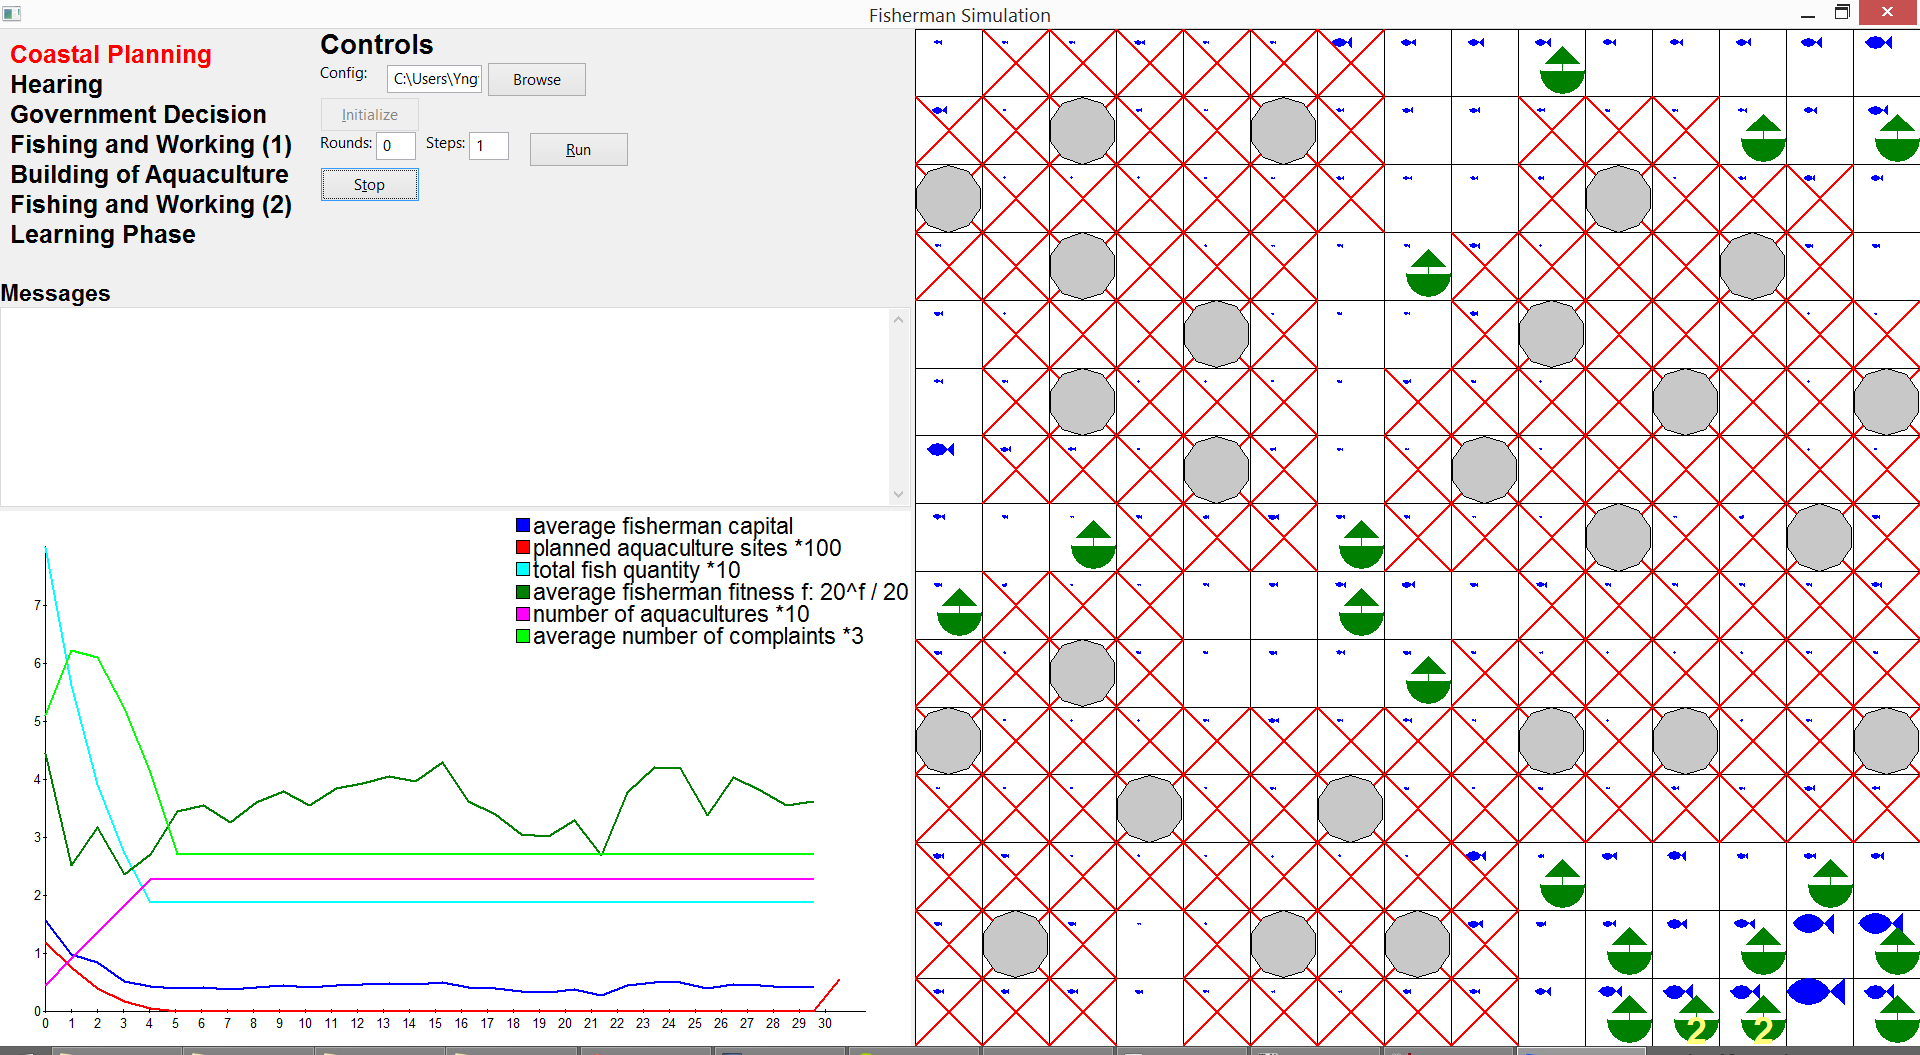 Fisherman Simulation
Coastal Planning
Hearing
Government Decision
Fishing and Working (1)
Building of Aquaculture
Fishing and Working (2)
Learning Phase
Controls
Config: C:\Users\Yng Browse
Initialize
Rounds: 0 Steps: 1 Run
Stop
Messages
average fisherman capital
planned aquaculture sites *100
total fish quantity *10
average fisherman fitness f: 20^f / 20
number of aquacultures *10
average number of complaints *3
7
6
5
4
3
2
1
0
0 1 2 3 4 5 6 7 8 9 10 11 12 13 14 15 16 17 18 19 20 21 22 23 24 25 26 27 28 29 30
2 2